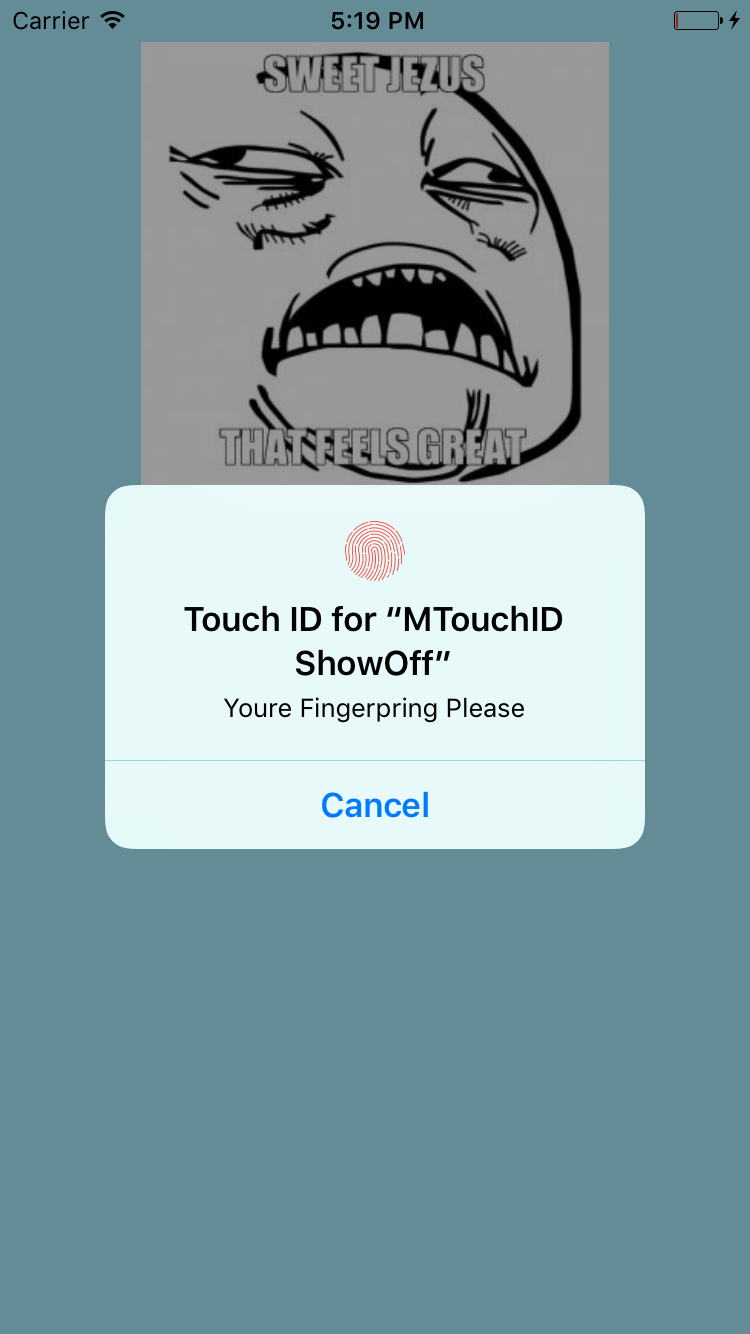 Carrier 5:19 PM
SWEET JEZUS
THAT FEELS GREAT
Touch ID for “MTouchID
ShowOff”
Youre Fingerpring Please
Cancel